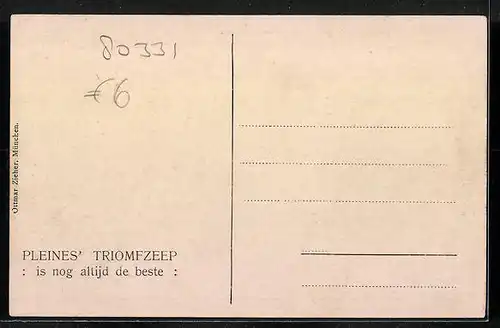 80331
€6
Ottmar Zieher, München.
PLEINES' TRIOMFZEEP
: is nog altijd de beste :